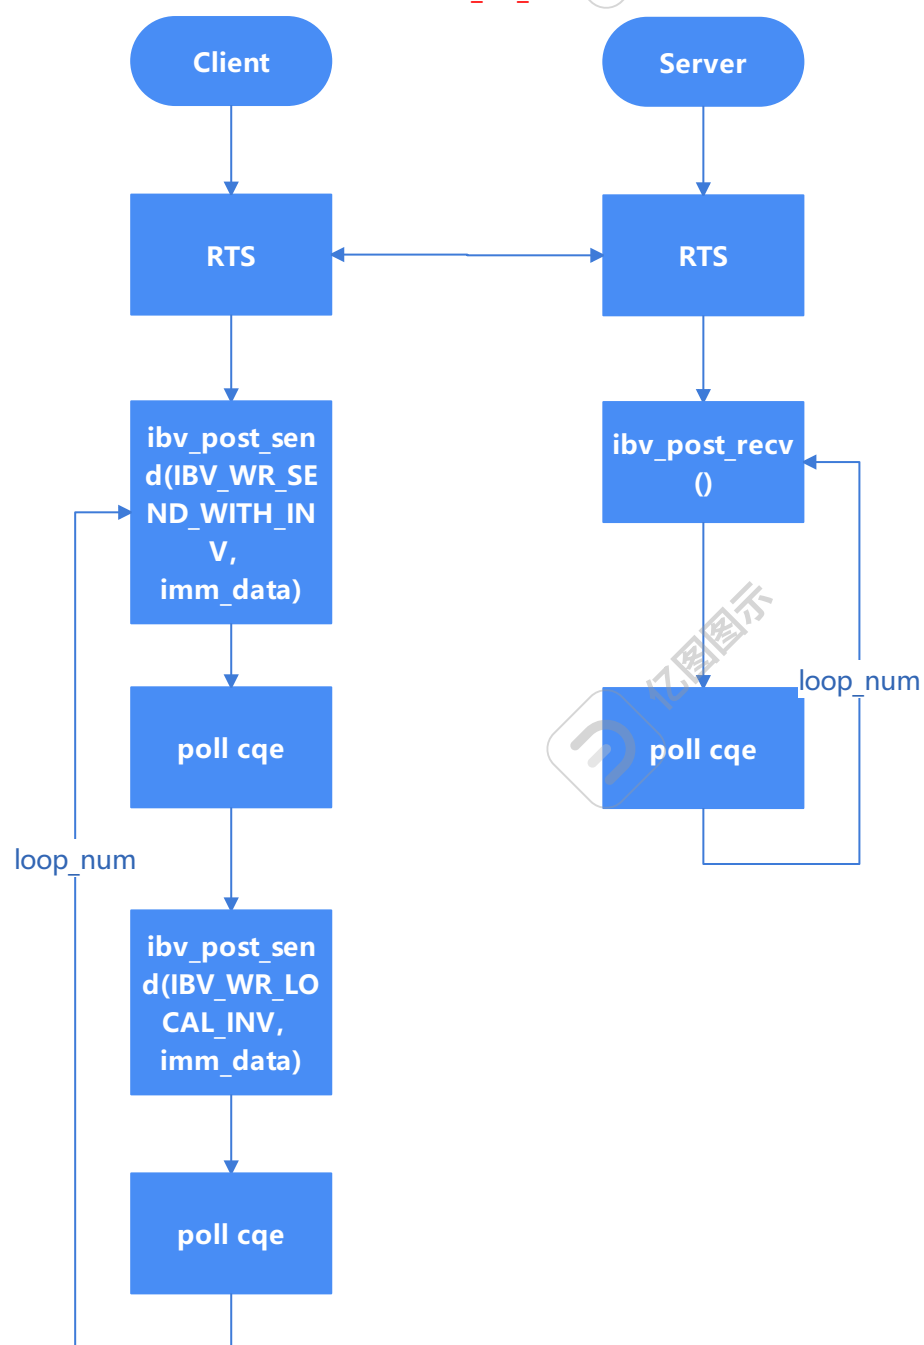 Client
RTS
ibv_post_sen
d(IBV_WR_SE
ND_WITH_IN
V，
imm_data)
poll cqe
loop_num
ibv_post_sen
d(IBV_WR_LO
CAL_INV，
imm_data)
poll cqe
Server
RTS
ibv_post_recv
()
亿图图示
loop_num
poll cqe